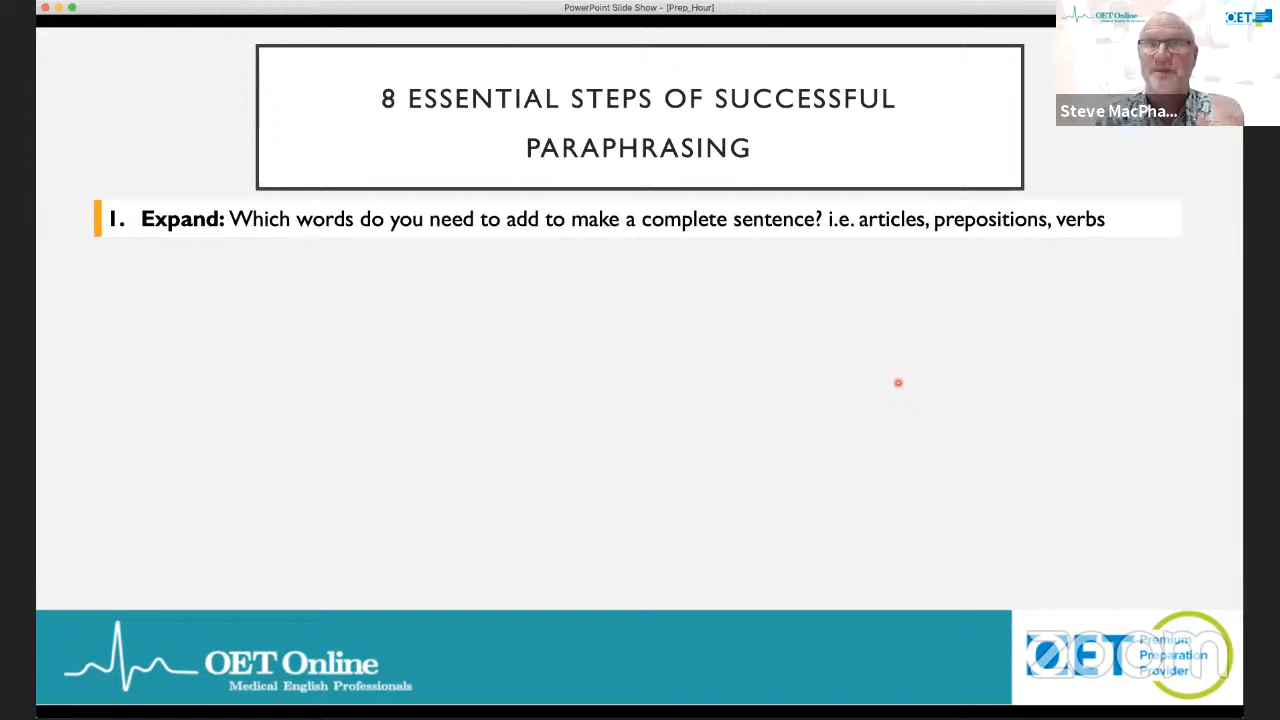 PowerPoint Slide Show - [Prep_Hour]
OET Online
OET
Steve MacPha...
8 ESSENTIAL STEPS OF SUCCESSFUL
PARAPHRASING
1. Expand: Which words do you need to add to make a complete sentence? i.e. articles, prepositions, verbs
OET Online
Medical English Professionals
OET
zoom
Premium
Preparation
Provider